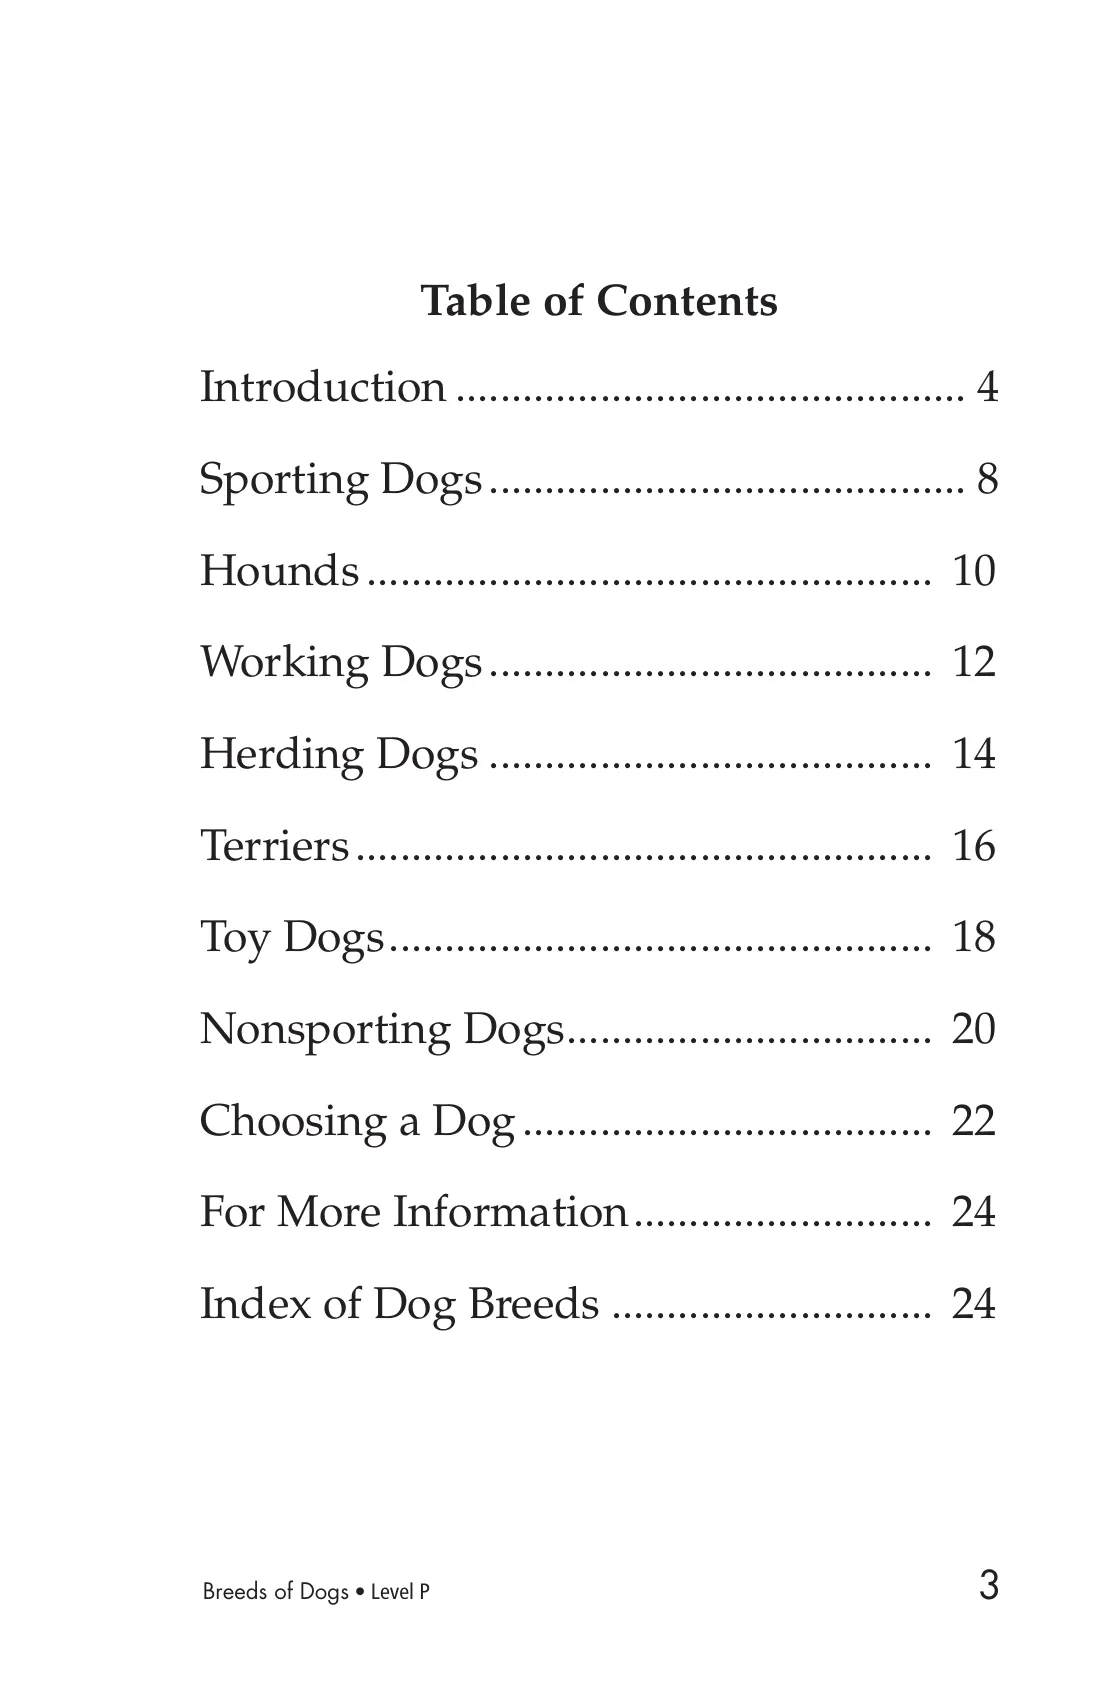 Table of Contents
Introduction .............................................. 4
Sporting Dogs ........................................... 8
Hounds ................................................... 10
Working Dogs ........................................ 12
Herding Dogs ........................................ 14
Terriers .................................................... 16
Toy Dogs................................................. 18
Nonsporting Dogs................................. 20
Choosing a Dog ..................................... 22
For More Information ........................... 24
Index of Dog Breeds ............................. 24
Breeds of Dogs • Level P 3